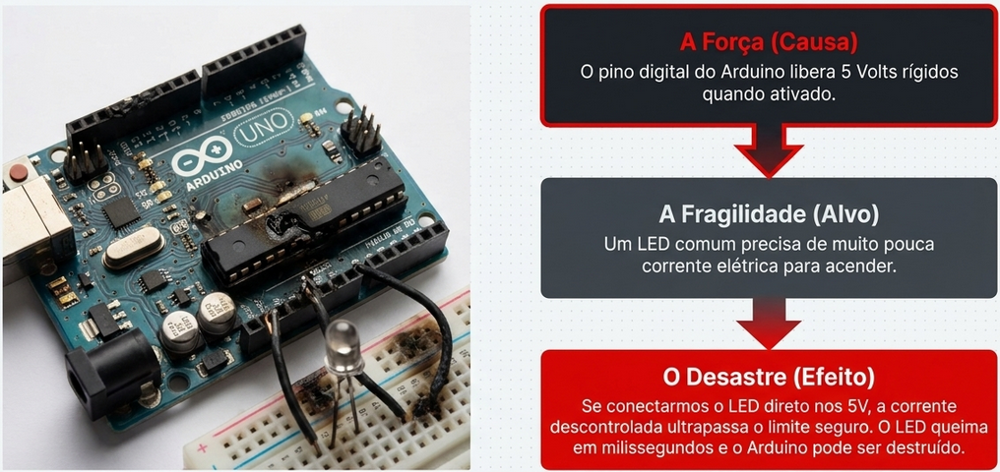 UNO
ARDUINO
A Força (Causa)
O pino digital do Arduino libera 5 Volts rígidos
quando ativado.
A Fragilidade (Alvo)
Um LED comum precisa de muito pouca
corrente elétrica para acender.
O Desastre (Efeito)
Se conectarmos o LED direto nos 5V, a corrente
descontrolada ultrapassa o limite seguro. O LED queima
em milissegundos e o Arduino pode ser destruído.